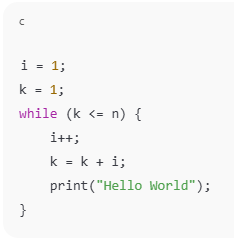 c
i = 1;
k = 1;
while (k <= n) {
    i++;
    k = k + i;
    print("Hello World");
}